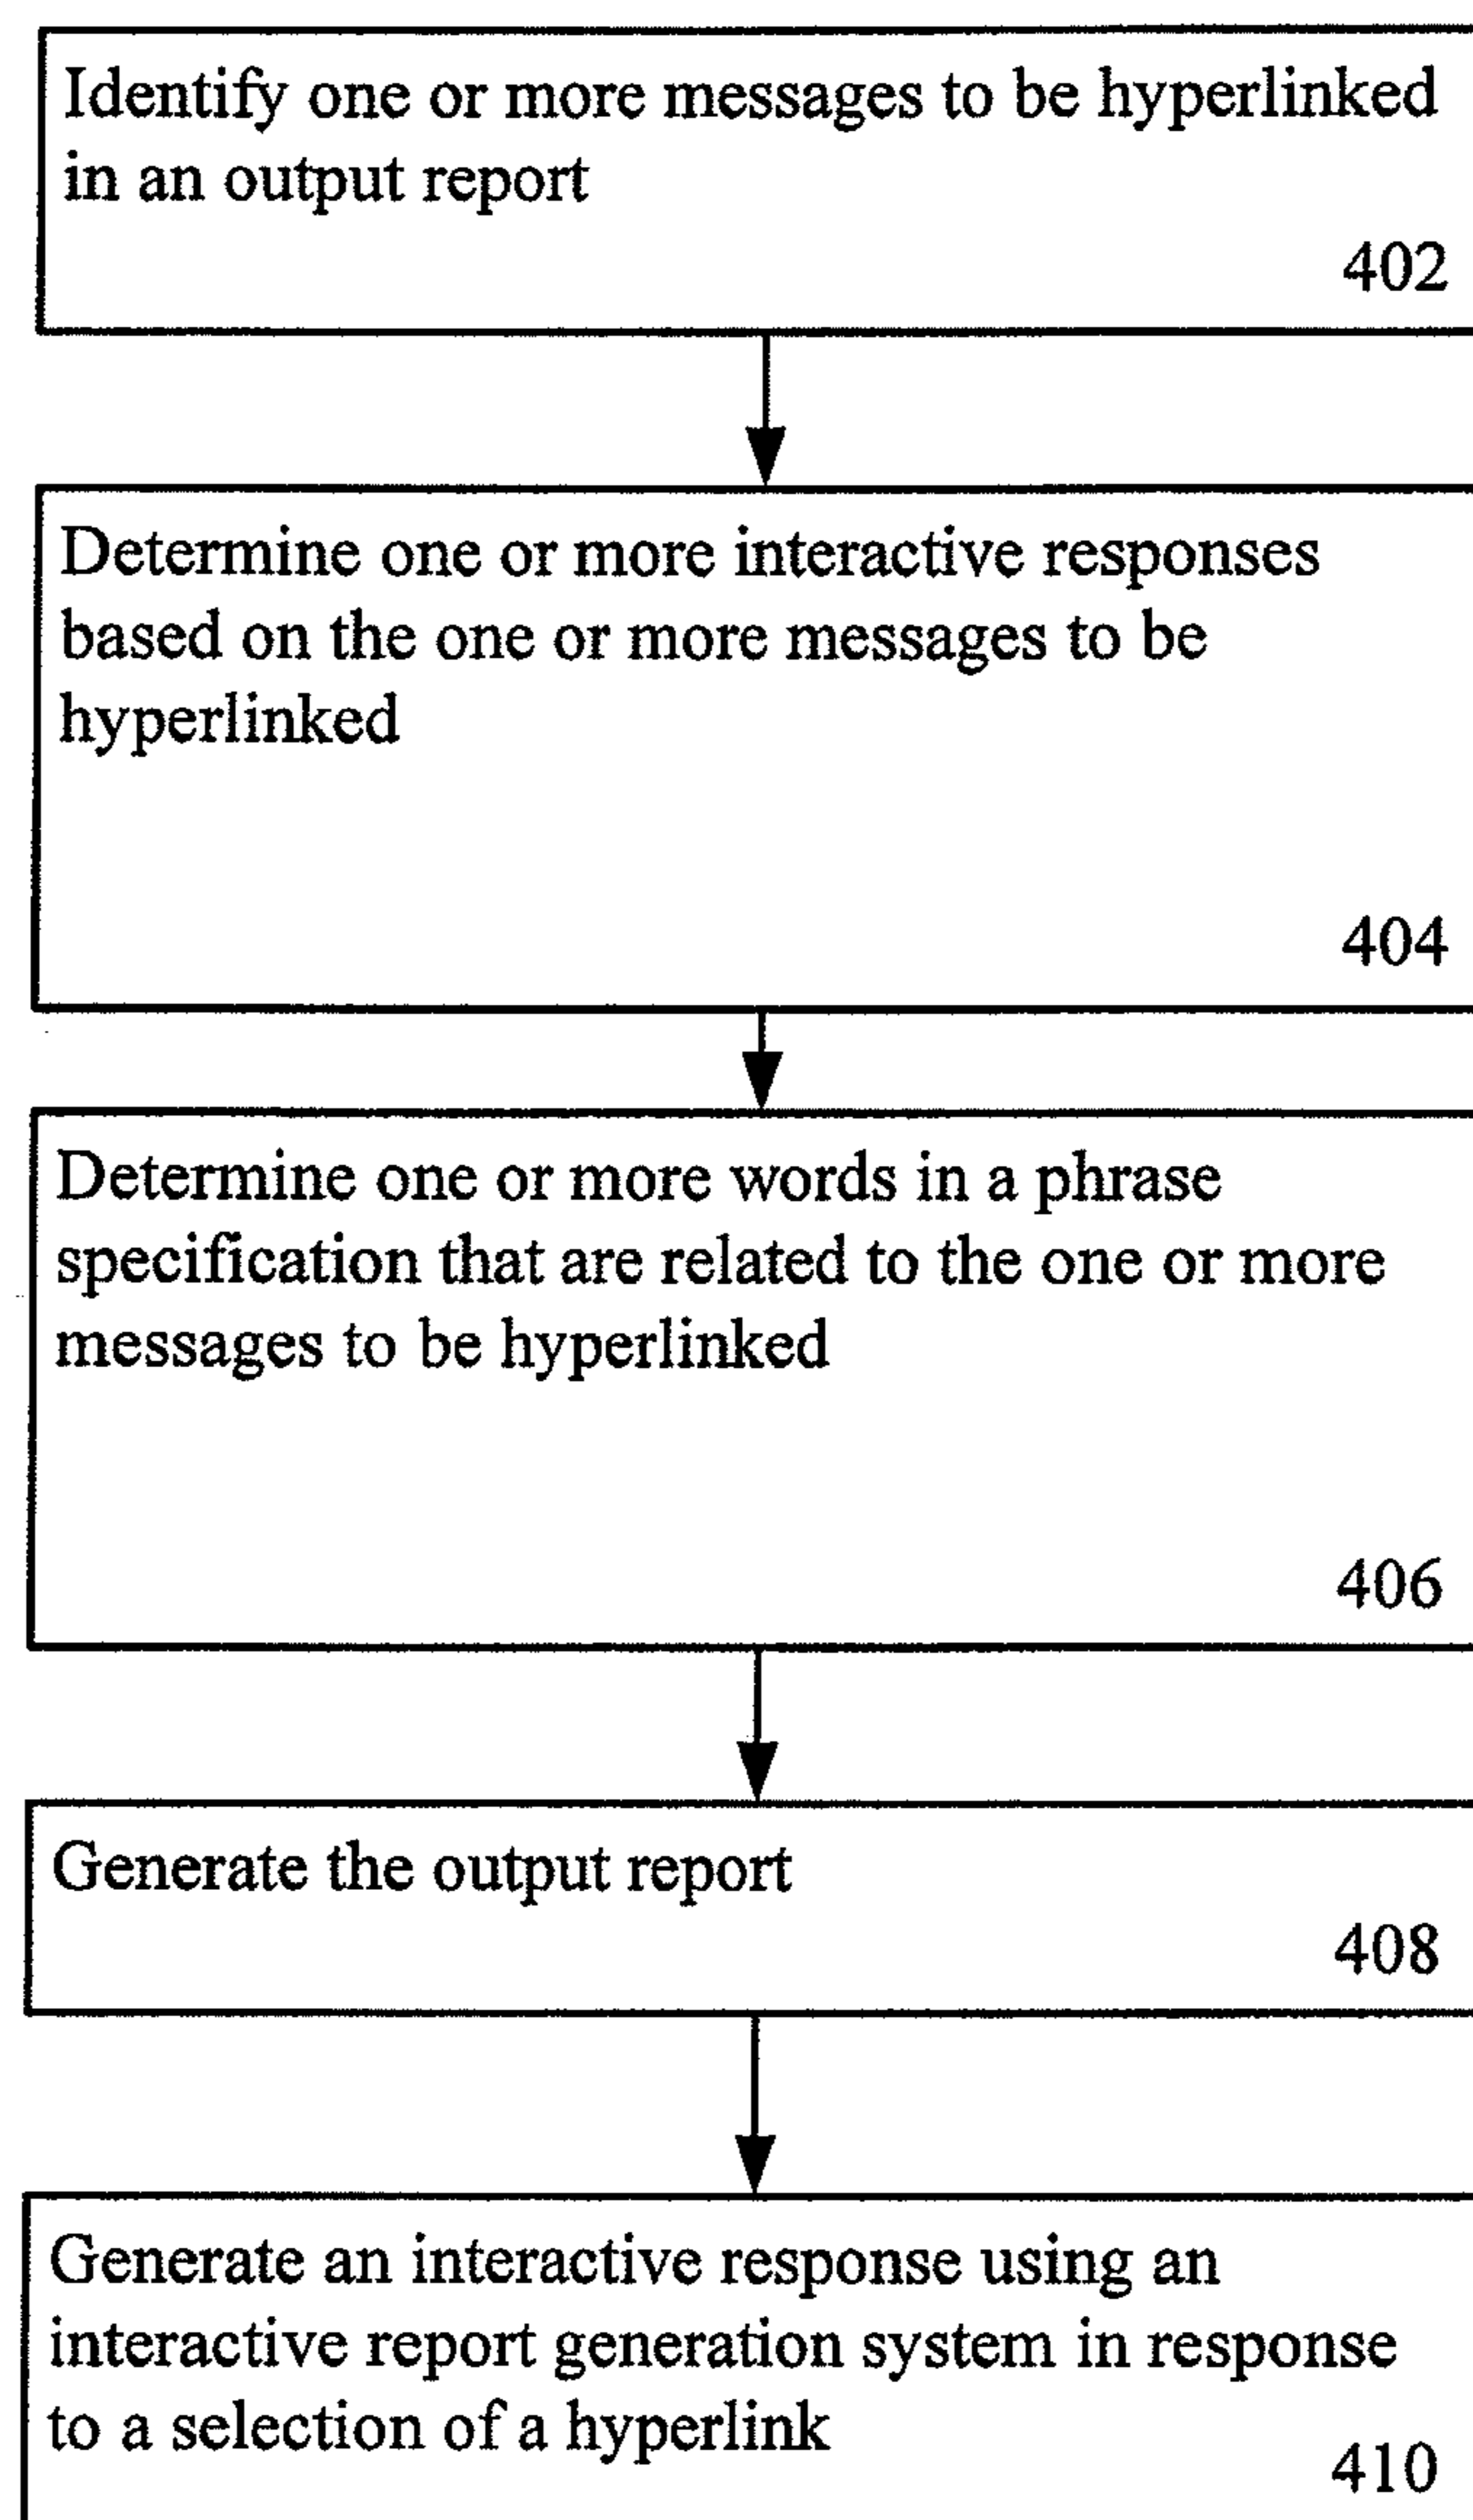 Identify one or more messages to be hyperlinked
in an output report
402
Determine one or more interactive responses
based on the one or more messages to be
hyperlinked
404
Determine one or more words in a phrase
specification that are related to the one or more
messages to be hyperlinked
406
Generate the output report
408
Generate an interactive response using an
interactive report generation system in response
to a selection of a hyperlink
410